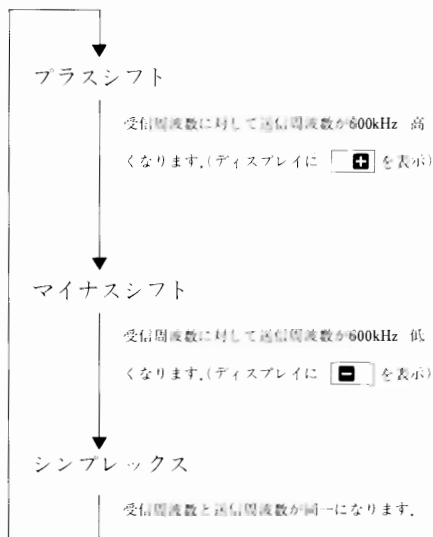 プラスシフト
受信周波数に対して送信周波数が600kHz 高
くなります.(ディスプレイに + を表示)
マイナスシフト
受信周波数に対して送信周波数が600kHz 低
くなります.(ディスプレイに - を表示)
シンプレックス
受信周波数と送信周波数が同一になります.